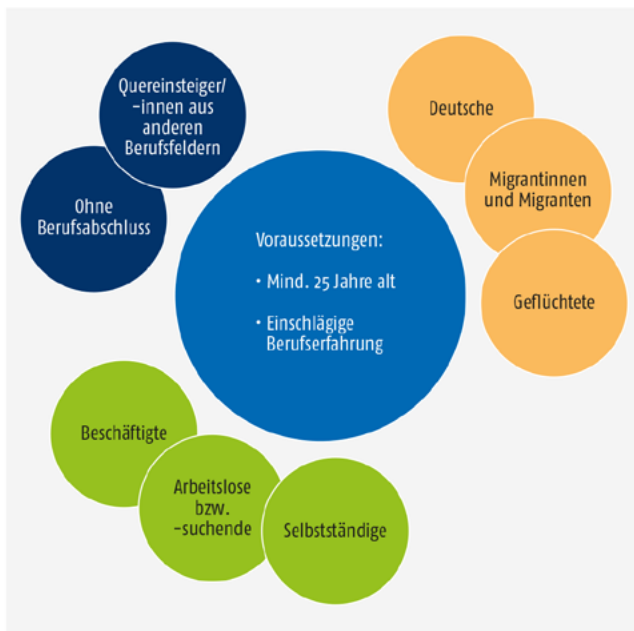 Quereinsteiger/
-innen aus
anderen
Berufsfeldern
Ohne
Berufsabschluss
Deutsche
Migrantinnen
und Migranten
Geflüchtete
Voraussetzungen:
• Mind. 25 Jahre alt
• Einschlägige
Berufserfahrung
Beschäftigte
Arbeitslose
bzw.
-suchende
Selbstständige